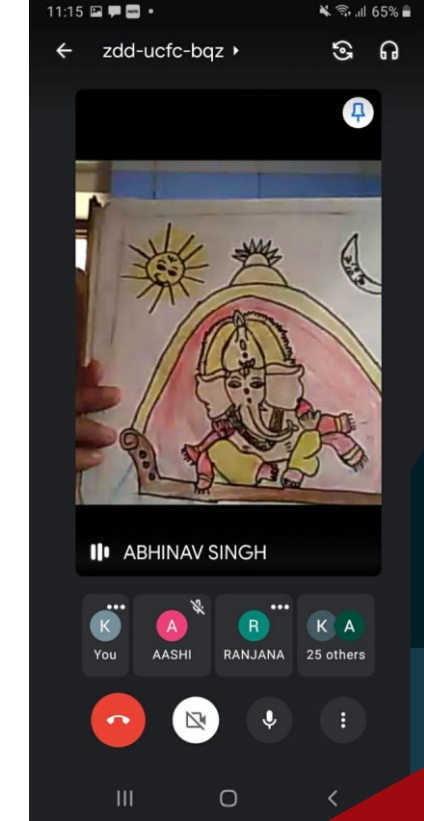 11:15
65%
zdd-ucfc-bqz
ABHINAV SINGH
K
A
R
K A
You
AASHI
RANJANA
25 others